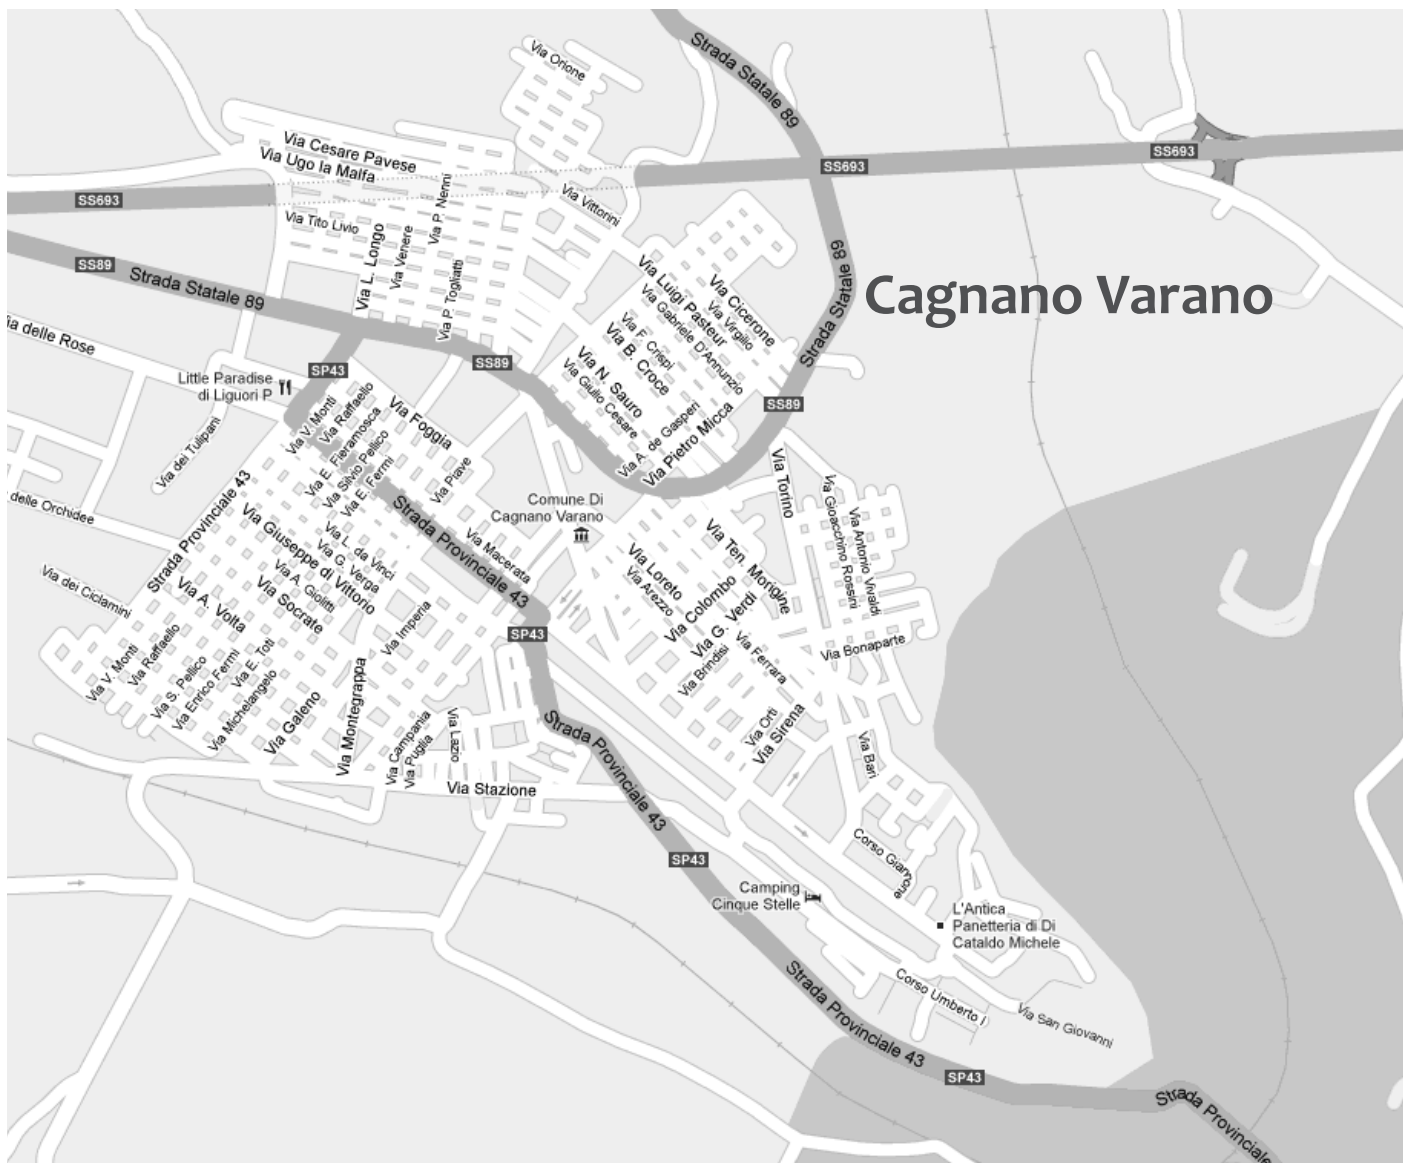 Via Orione
Strada Statale 89
Via Cesare Pavese
Via Ugo la Malfa
SS693
SS693
SS693
Via P. Nenni
Via Vittorini
Via Tito Livio
Via L. Longo
Via Venere
Via P. Togliatti
SS89
Strada Statale 89
Strada Statale 89
Cagnano Varano
Via Luigi Pasteur
Via Cicerone
Via Virgilio
Via Gabriele D'Annunzio
Via F. Crispi
Via B. Croce
Via N. Sauro
Via Giulio Cesare
Via A. de Gasperi
Via Pietro Micca
Strada Statale 89
SS89
SS89
ia delle Rose
SP43
Little Paradise
di Liguori P
Via V. Monti
Via Raffaello
Via E. Fieramosca
Via Silvio Pellico
Via E. Fermi
Via Foggia
Via Piave
Via dei Tulipani
delle Orchidee
Strada Provinciale 43
Strada Provinciale 43
Via Macerata
Comune Di
Cagnano Varano
Via Torino
Via Gioacchino Rossini
Via Antonio Vivaldi
Via Giuseppe di Vittorio
Via L. da Vinci
Via G. Verga
Via A. Giolitti
Via Socrate
Via A. Volta
Via dei Ciclamini
Via Imperia
Via Loreto
Via Arezzo
Via Ten. Morigine
Via Colombo
Via G. Verdi
Via Brindisi
Via Ferrara
Via Bonaparte
SP43
Via V. Monti
Via Raffaello
Via S. Pellico
Via Enrico Fermi
Via E. Toti
Via Michelangelo
Via Galeno
Via Montegrappa
Via Campania
Via Puglia
Via Lazio
Via Stazione
Strada Provinciale 43
Via Orti
Via Sirena
Via Bari
SP43
Corso Giannone
Camping
Cinque Stelle
L'Antica
Panetteria di Di
Cataldo Michele
Corso Umberto I
Via San Giovanni
Strada Provinciale 43
SP43
Strada Provinciale